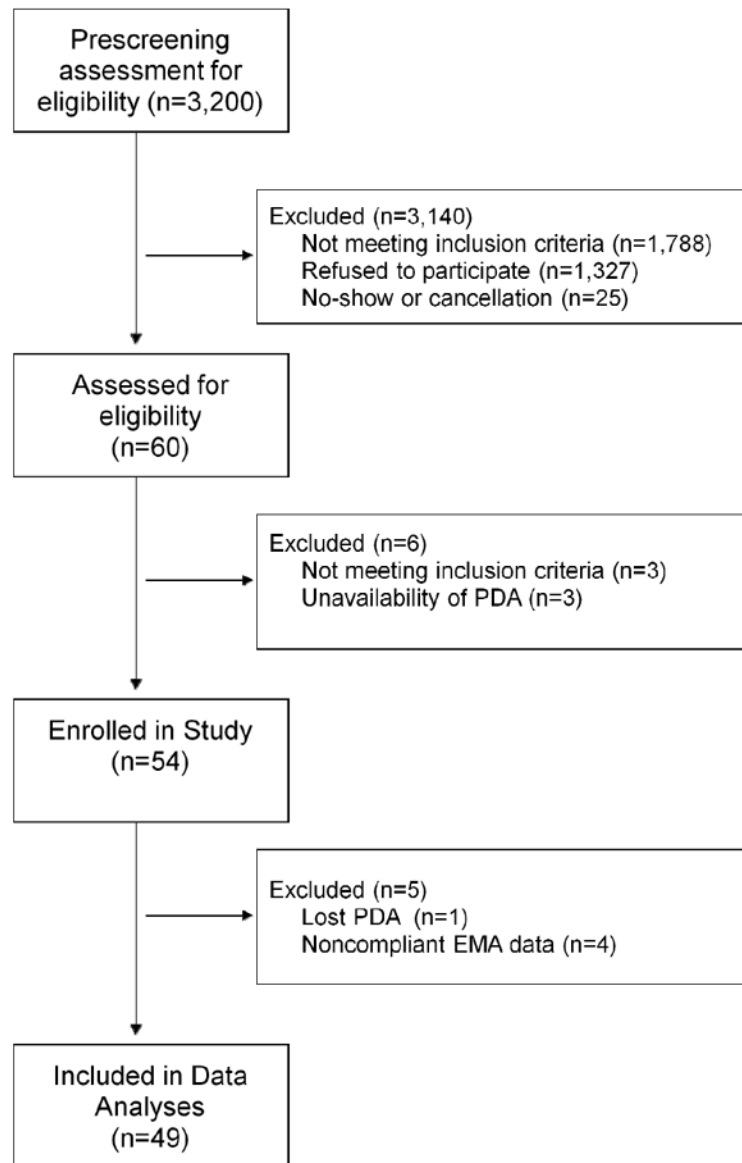 Prescreening
assessment for
eligibility (n=3,200)
Excluded (n=3,140)
Not meeting inclusion criteria (n=1,788)
Refused to participate (n=1,327)
No-show or cancellation (n=25)
Assessed for
eligibility
(n=60)
Excluded (n=6)
Not meeting inclusion criteria (n=3)
Unavailability of PDA (n=3)
Enrolled in Study
(n=54)
Excluded (n=5)
Lost PDA (n=1)
Noncompliant EMA data (n=4)
Included in Data
Analyses
(n=49)